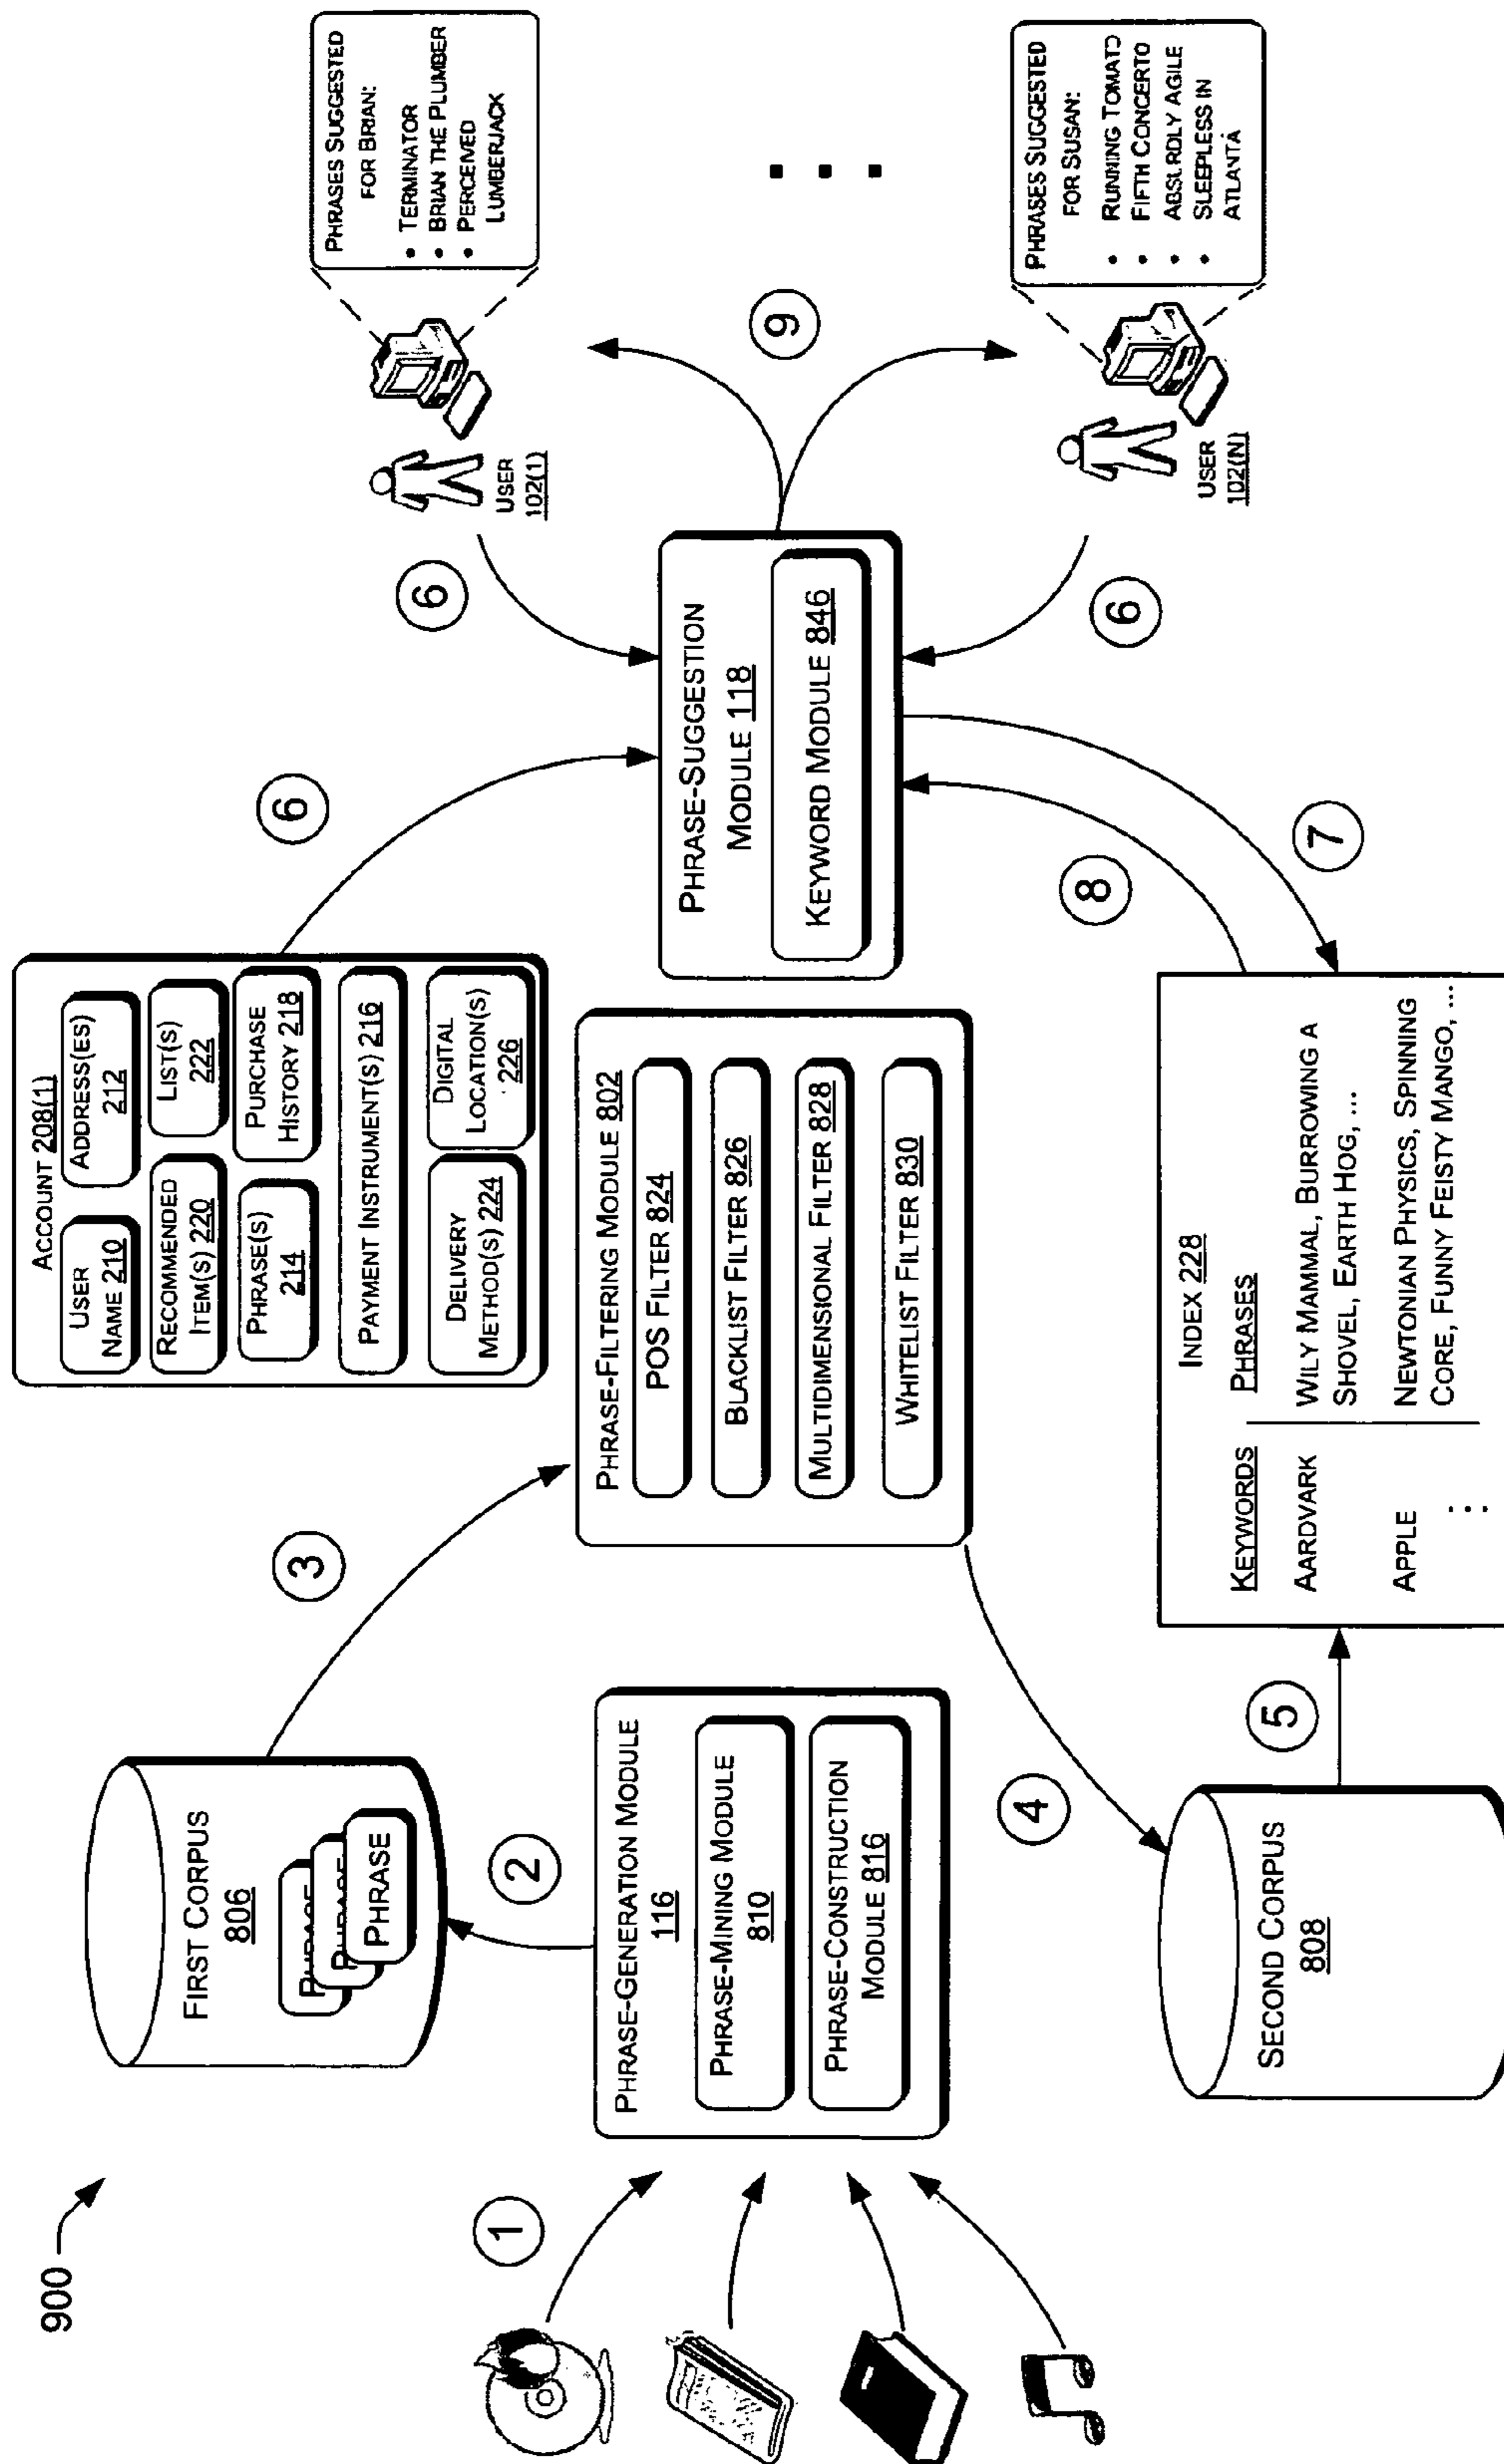 900
1
2
3
4
5
6
6
6
7
8
9
FIRST CORPUS
806
PHRASE
PHRASE
PHRASE
PHRASE-GENERATION MODULE
116
PHRASE-MINING MODULE
810
PHRASE-CONSTRUCTION
MODULE 816
SECOND CORPUS
808
ACCOUNT 208(1)
USER
NAME 210
ADDRESS(ES)
212
RECOMMENDED
ITEM(S) 220
LIST(S)
222
PHRASE(S)
214
PURCHASE
HISTORY 218
PAYMENT INSTRUMENT(S) 216
DELIVERY
METHOD(S) 224
DIGITAL
LOCATION(S)
226
PHRASE-FILTERING MODULE 802
POS FILTER 824
BLACKLIST FILTER 826
MULTIDIMENSIONAL FILTER 828
WHITELIST FILTER 830
INDEX 228
KEYWORDS PHRASES
AARDVARK WILY MAMMAL, BURROWING A
SHOVEL, EARTH HOG, ...
APPLE NEWTONIAN PHYSICS, SPINNING
CORE, FUNNY FEISTY MANGO, ...
PHRASE-SUGGESTION
MODULE 118
KEYWORD MODULE 846
USER
102(1)
PHRASES SUGGESTED
FOR BRIAN:
• TERMINATOR
• BRIAN THE PLUMBER
• PERCEIVED
LUMBERJACK
USER
102(N)
PHRASES SUGGESTED
FOR SUSAN:
• RUNNING TOMATO
• FIFTH CONCERTO
• ABSURDLY AGILE
• SLEEPLESS IN
ATLANTA